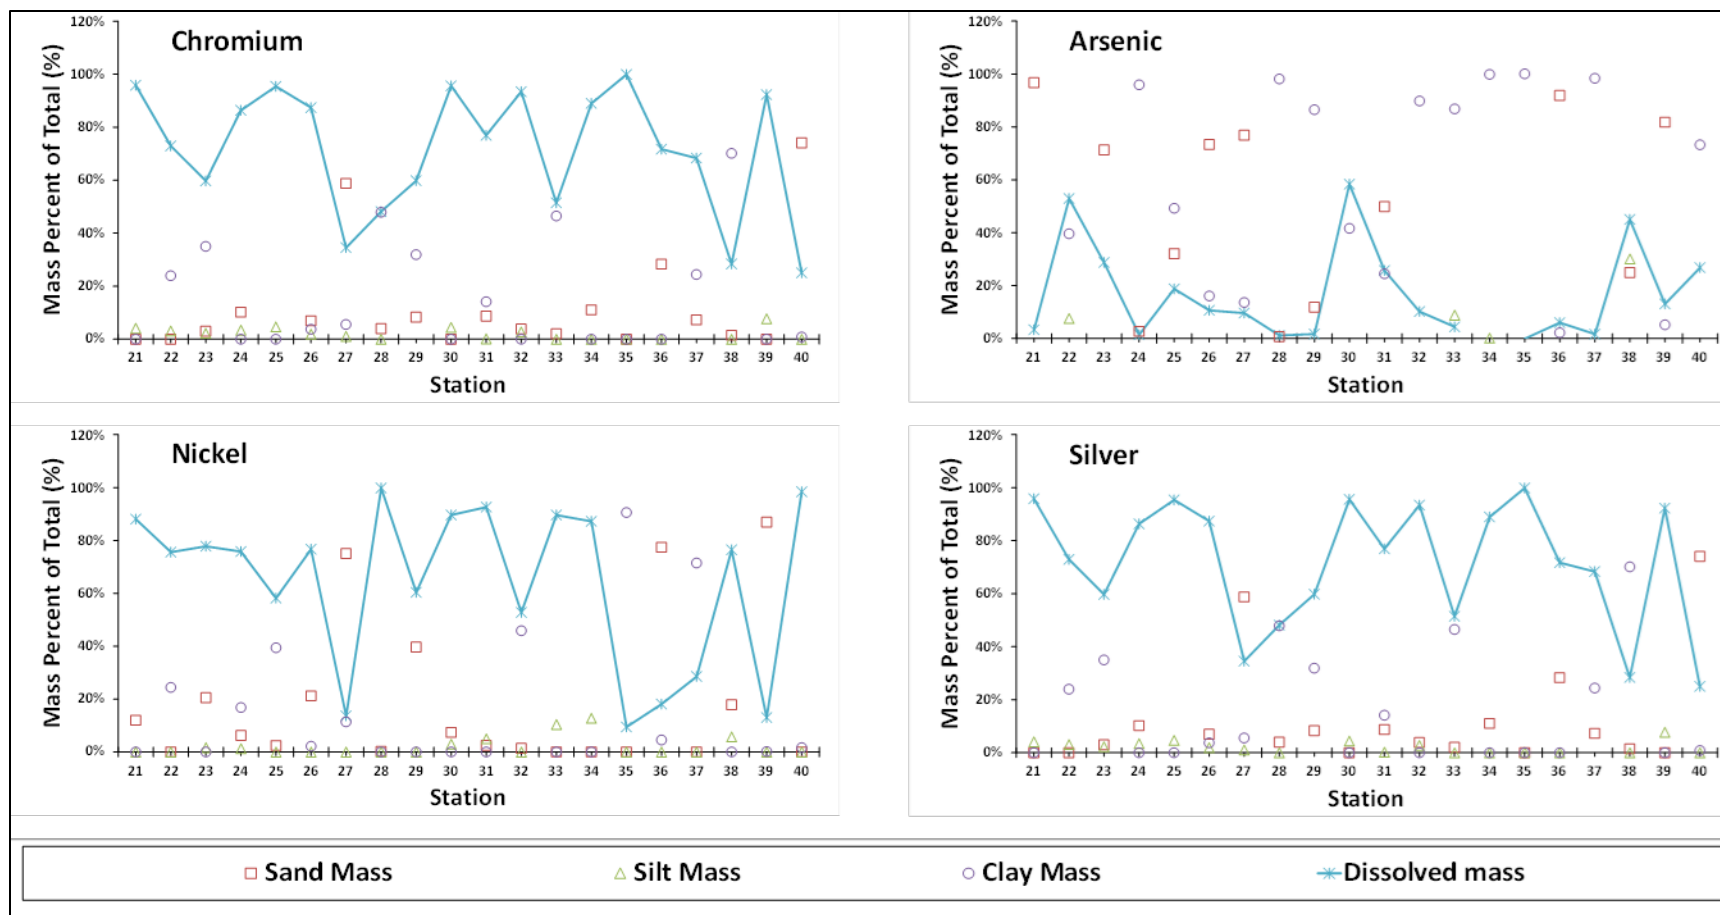 Chromium
Mass Percent of Total (%)
120%
100%
80%
60%
40%
20%
0%
21 22 23 24 25 26 27 28 29 30 31 32 33 34 35 36 37 38 39 40
Station
Arsenic
Mass Percent of Total (%)
120%
100%
80%
60%
40%
20%
0%
21 22 23 24 25 26 27 28 29 30 31 32 33 34 35 36 37 38 39 40
Station
Nickel
Mass Percent of Total (%)
120%
100%
80%
60%
40%
20%
0%
21 22 23 24 25 26 27 28 29 30 31 32 33 34 35 36 37 38 39 40
Station
Silver
Mass Percent of Total (%)
120%
100%
80%
60%
40%
20%
0%
21 22 23 24 25 26 27 28 29 30 31 32 33 34 35 36 37 38 39 40
Station
Sand Mass Silt Mass Clay Mass Dissolved mass